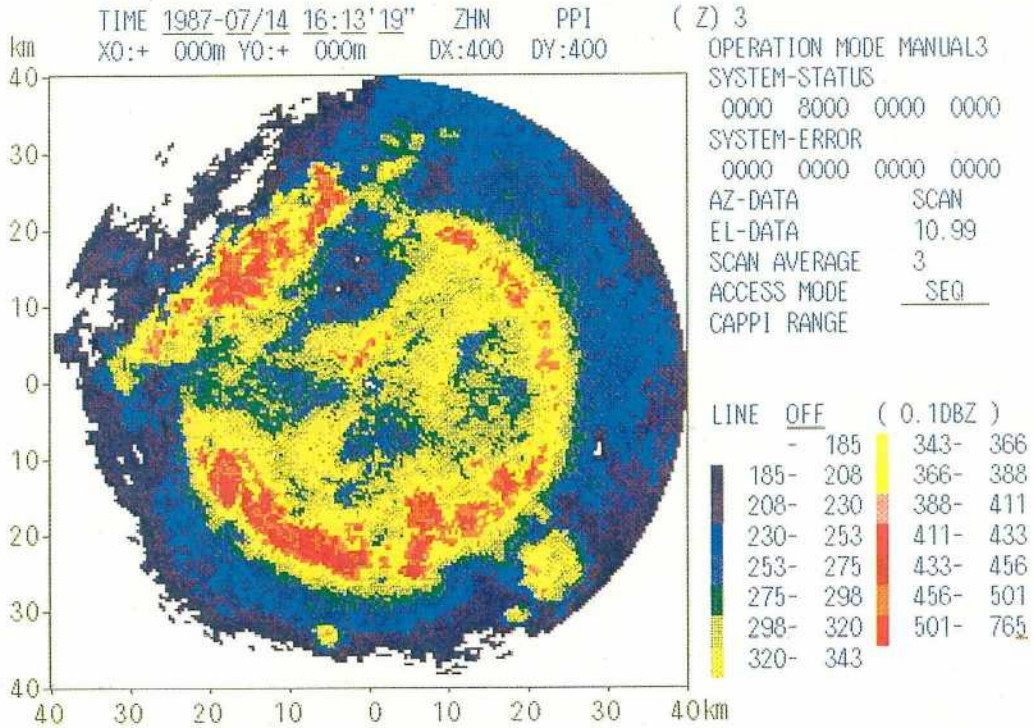 TIME 1987-07/14 16:13'19" ZHN PPI (Z) 3
km X0:+ 000m Y0:+ 000m DX:400 DY:400
OPERATION MODE MANUAL3
SYSTEM-STATUS
0000 8000 0000 0000
SYSTEM-ERROR
0000 0000 0000 0000
AZ-DATA SCAN
EL-DATA 10.99
SCAN AVERAGE 3
ACCESS MODE SEQ
CAPPI RANGE
LINE OFF ( 0.1DBZ )
- 185 343- 366
185- 208 366- 388
208- 230 388- 411
230- 253 411- 433
253- 275 433- 456
275- 298 456- 501
298- 320 501- 765
320- 343
40
30
20
10
0
10
20
30
40
40 30 20 10 0 10 20 30 40km